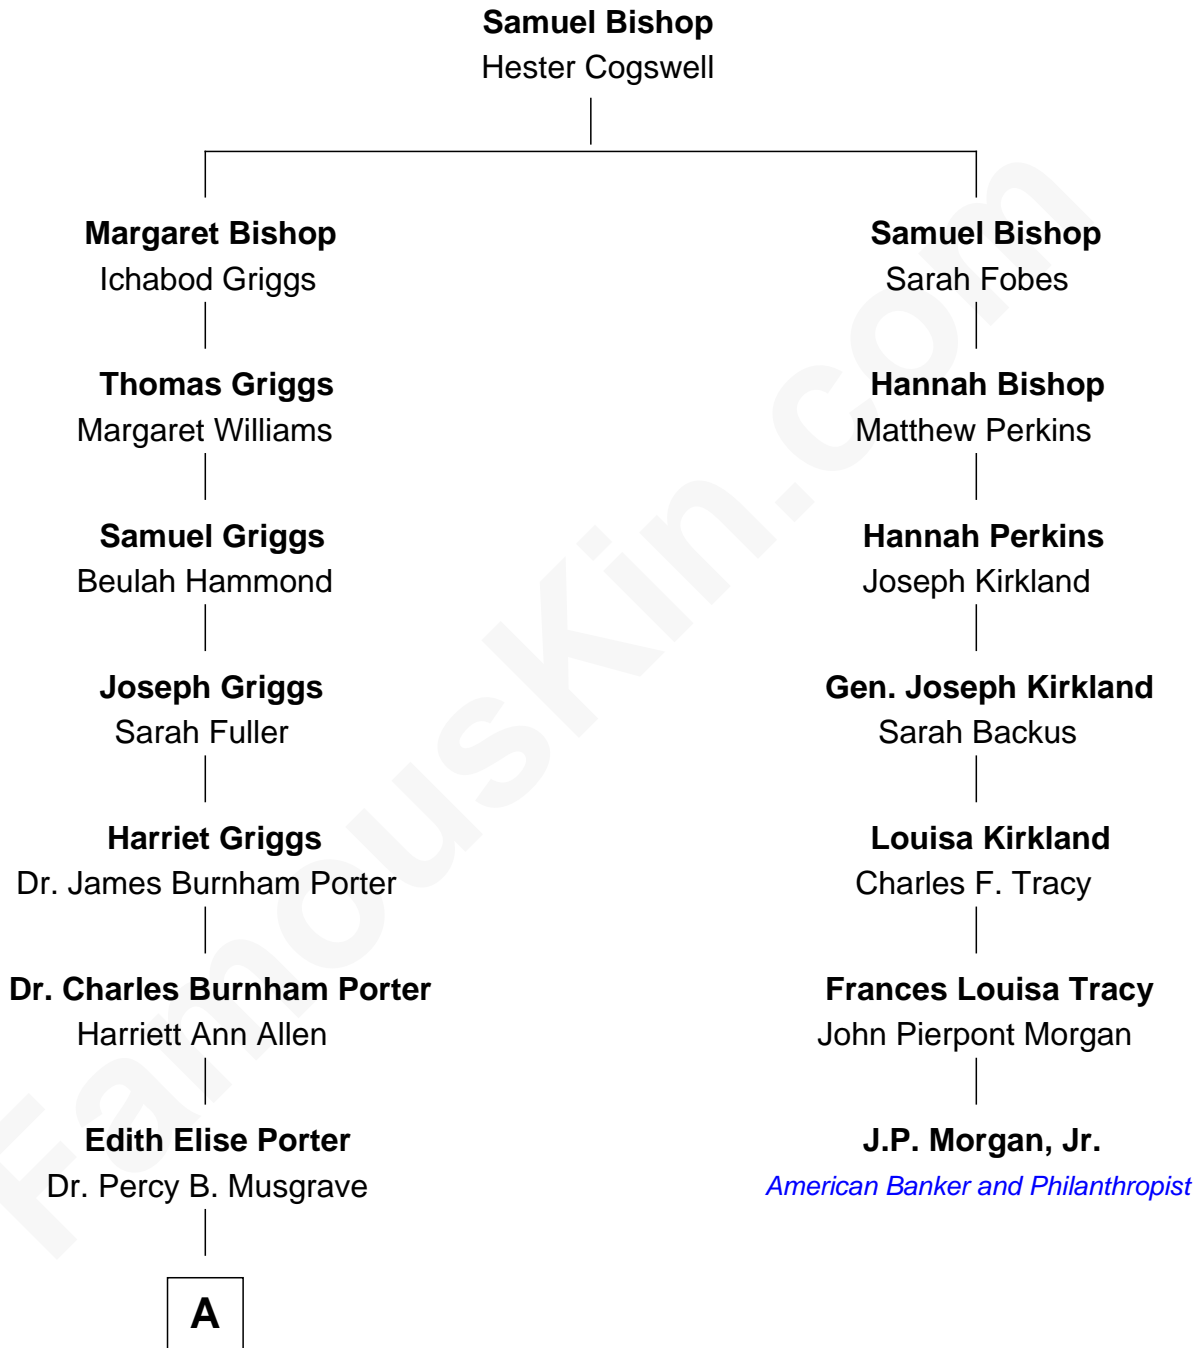 Samuel Bishop
Hester Cogswell
Margaret Bishop
Ichabod Griggs
Samuel Bishop
Sarah Fobes
Thomas Griggs
Margaret Williams
Hannah Bishop
Matthew Perkins
Samuel Griggs
Beulah Hammond
Hannah Perkins
Joseph Kirkland
Joseph Griggs
Sarah Fuller
Gen. Joseph Kirkland
Sarah Backus
Harriet Griggs
Dr. James Burnham Porter
Louisa Kirkland
Charles F. Tracy
Dr. Charles Burnham Porter
Harriett Ann Allen
Frances Louisa Tracy
John Pierpont Morgan
Edith Elise Porter
Dr. Percy B. Musgrave
J.P. Morgan, Jr.
American Banker and Philanthropist
A
FamousKin.com